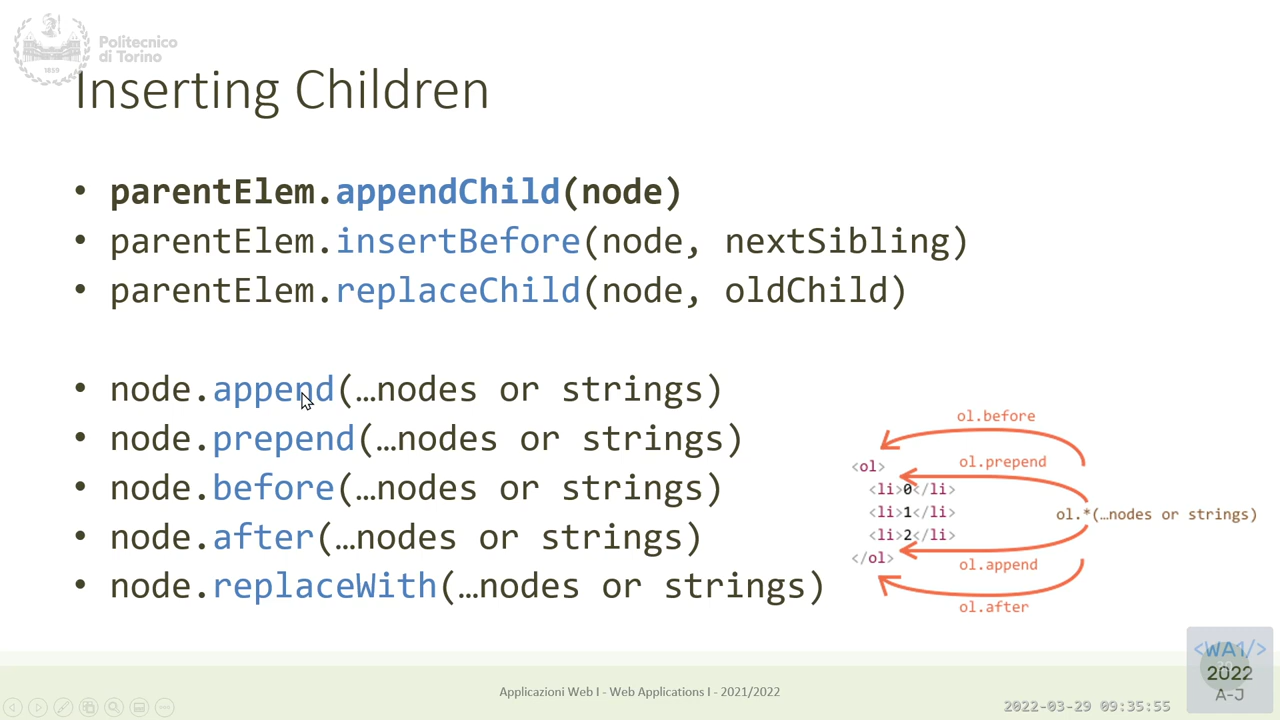 Politecnico
di Torino
1859
Inserting Children
• parentElem.appendChild(node)
• parentElem.insertBefore(node, nextSibling)
• parentElem.replaceChild(node, oldChild)
• node.append(…nodes or strings)
• node.prepend(…nodes or strings)
• node.before(…nodes or strings)
• node.after(…nodes or strings)
• node.replaceWith(…nodes or strings)
ol.before
<ol>
ol.prepend
<li>0</li>
<li>1</li>
ol.*(…nodes or strings)
<li>2</li>
</ol>
ol.append
ol.after
Applicazioni Web I - Web Applications I - 2021/2022
2022-03-29 09:35:55
<WA1/>
2022
A-J